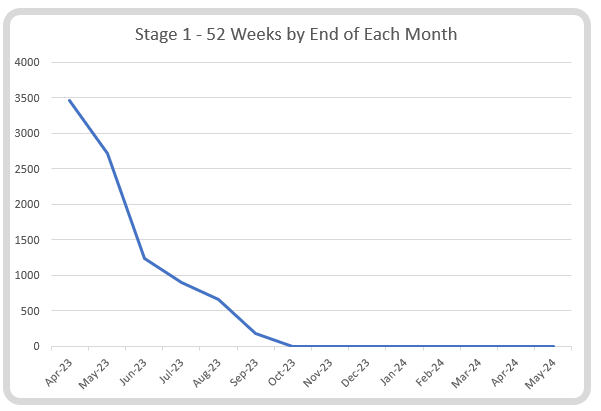 Stage 1 - 52 Weeks by End of Each Month
4000
3500
3000
2500
2000
1500
1000
500
0
Apr-23
May-23
Jun-23
Jul-23
Aug-23
Sep-23
Oct-23
Nov-23
Dec-23
Jan-24
Feb-24
Mar-24
Apr-24
May-24